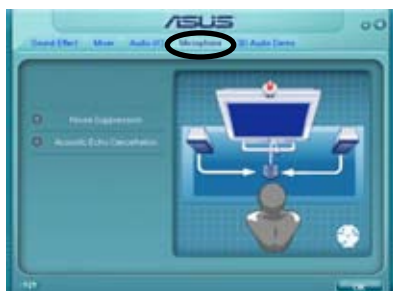 ASUS
Sound Effect Mixer Audio I/O Microphone 3D Audio Demo
Noise Suppression
Acoustic Echo Cancellation
OK